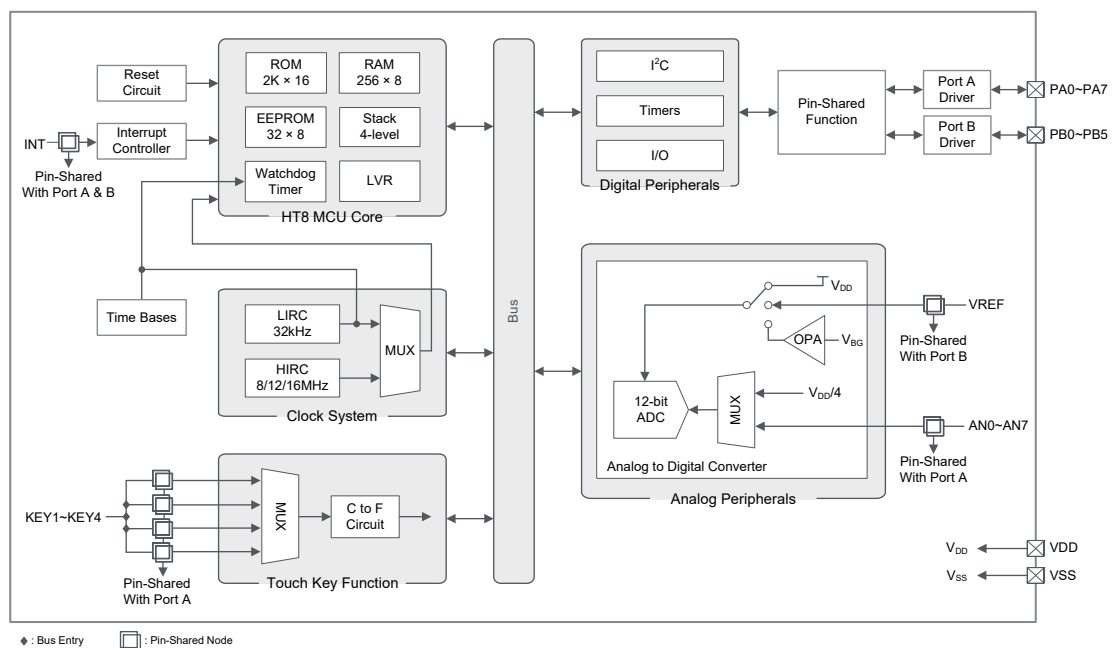 Reset
Circuit
INT
Interrupt
Controller
Pin-Shared
With Port A & B
ROM
2K × 16
RAM
256 × 8
EEPROM
32 × 8
Stack
4-level
Watchdog
Timer
LVR
HT8 MCU Core
Time Bases
LIRC
32kHz
HIRC
8/12/16MHz
MUX
Clock System
KEY1~KEY4
Pin-Shared
With Port A
MUX
C to F
Circuit
Touch Key Function
Bus
I²C
Timers
I/O
Digital Peripherals
Pin-Shared
Function
Port A
Driver
Port B
Driver
PA0~PA7
PB0~PB5
VDD
OPA
VBG
12-bit
ADC
MUX
VDD/4
Analog to Digital Converter
Analog Peripherals
VREF
Pin-Shared
With Port B
AN0~AN7
Pin-Shared
With Port A
VDD
VDD
VSS
VSS
: Bus Entry
: Pin-Shared Node